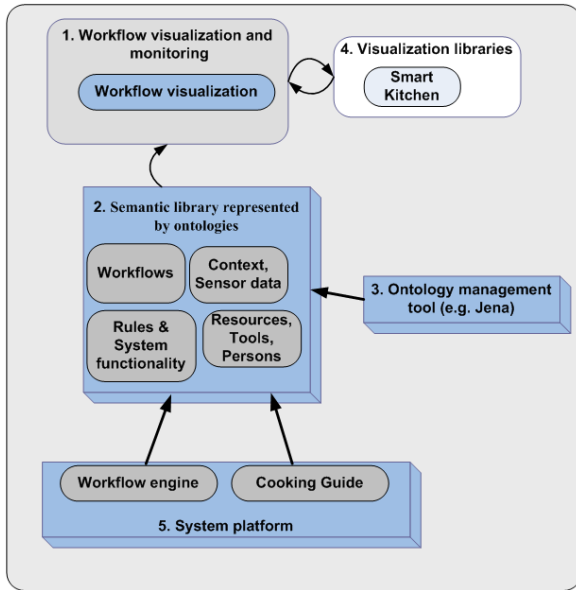 1. Workflow visualization and
monitoring
Workflow visualization
4. Visualization libraries
Smart
Kitchen
2. Semantic library represented
by ontologies
Workflows
Context,
Sensor data
Rules &
System
functionality
Resources,
Tools,
Persons
3. Ontology management
tool (e.g. Jena)
Workflow engine
Cooking Guide
5. System platform